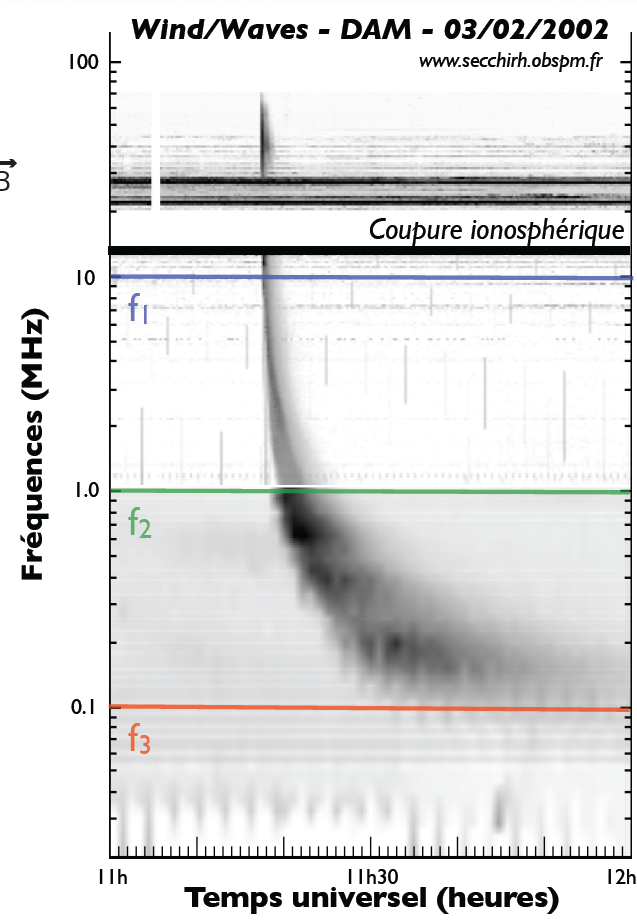 Wind/Waves - DAM - 03/02/2002
www.secchirh.obspm.fr
100
B
Coupure ionosphérique
10
f1
Fréquences (MHz)
1.0
f2
0.1
f3
11h
11h30
12h
Temps universel (heures)